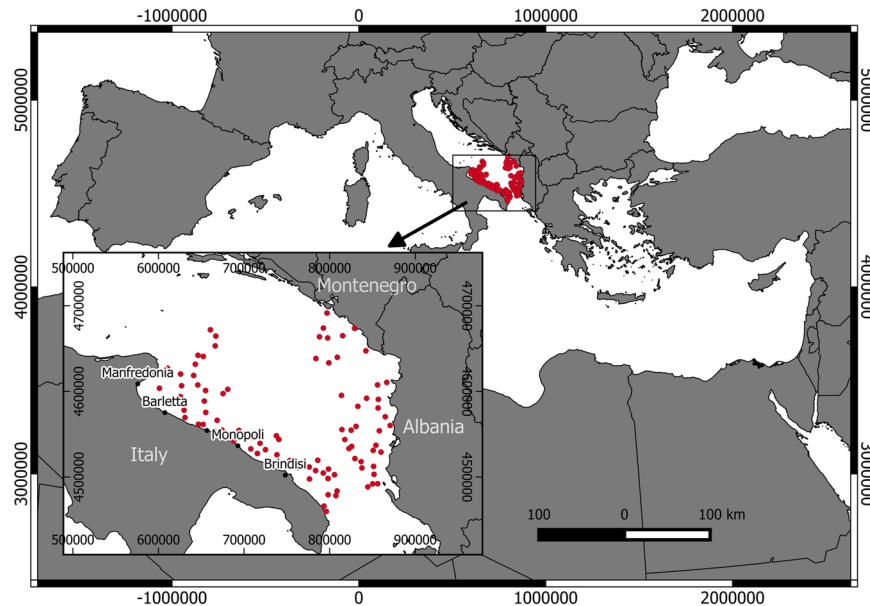 -1000000 0 1000000 2000000
5000000 5000000
500000 600000 700000 800000 900000
4000000 4000000
4700000 Montenegro 4700000
Manfredonia
4600000 4600000
Barletta
Monopoli Albania
Italy
Brindisi
4500000 4500000
3000000 3000000
100 0 100 km
500000 600000 700000 800000 900000
-1000000 0 1000000 2000000